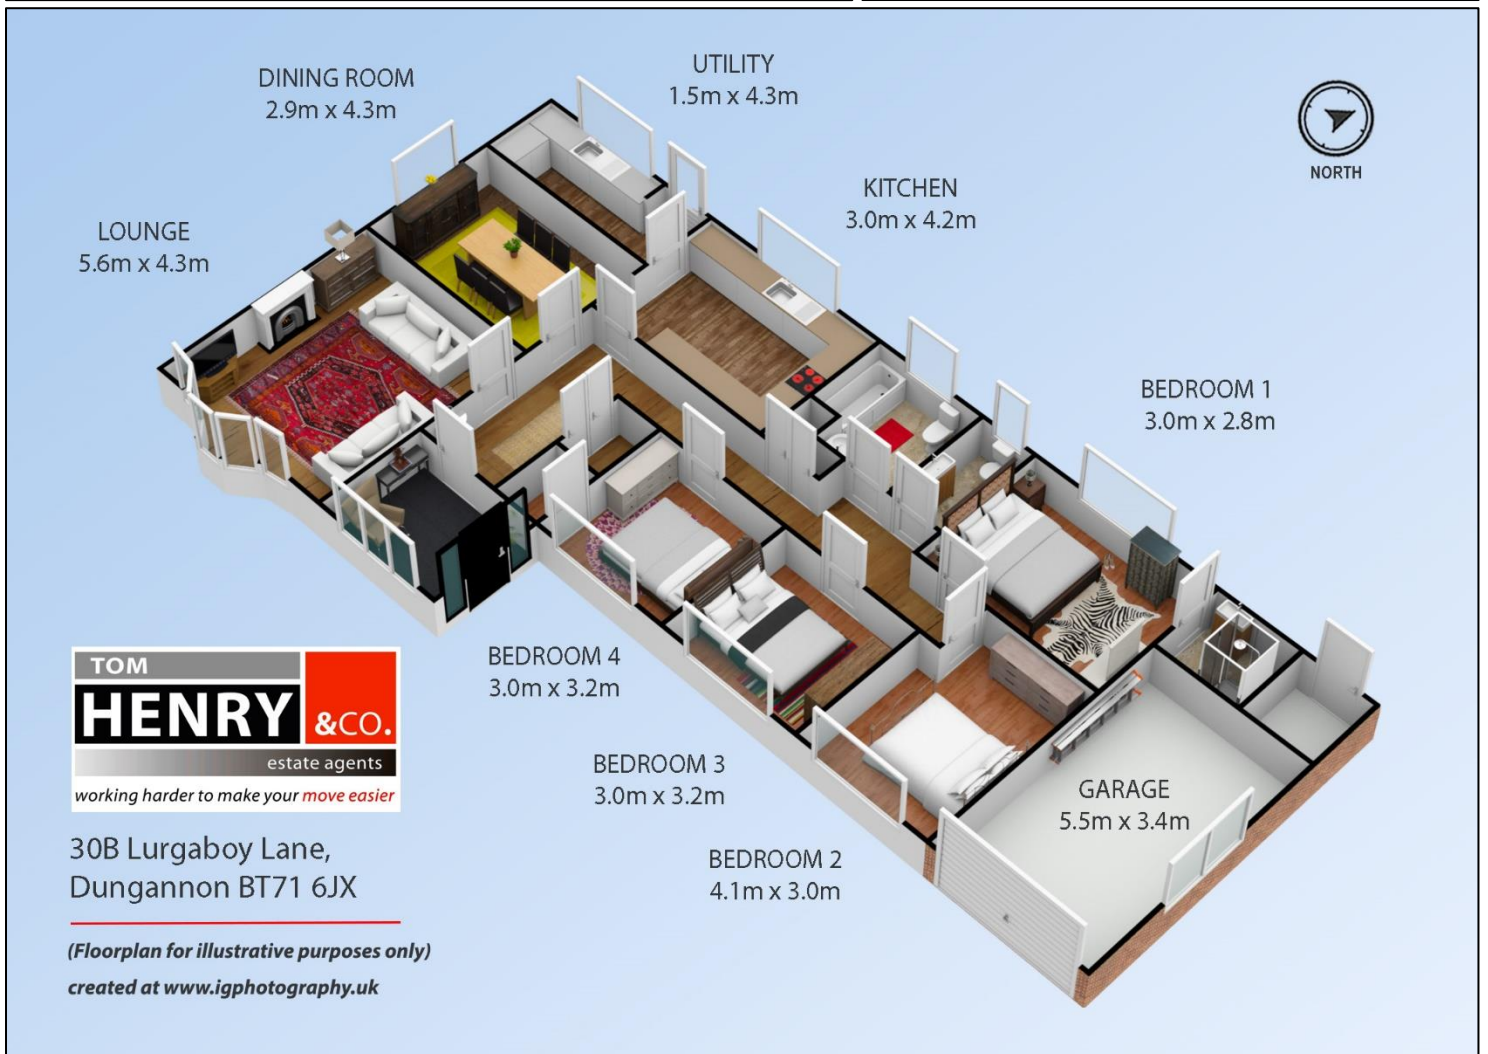 DINING ROOM
2.9m x 4.3m
UTILITY
1.5m x 4.3m
NORTH
KITCHEN
3.0m x 4.2m
LOUNGE
5.6m x 4.3m
BEDROOM 1
3.0m x 2.8m
BEDROOM 4
3.0m x 3.2m
BEDROOM 3
3.0m x 3.2m
GARAGE
5.5m x 3.4m
BEDROOM 2
4.1m x 3.0m
TOM
HENRY &CO.
estate agents
working harder to make your move easier
30B Lurgaboy Lane,
Dungannon BT71 6JX
(Floorplan for illustrative purposes only)
created at www.igphotography.uk